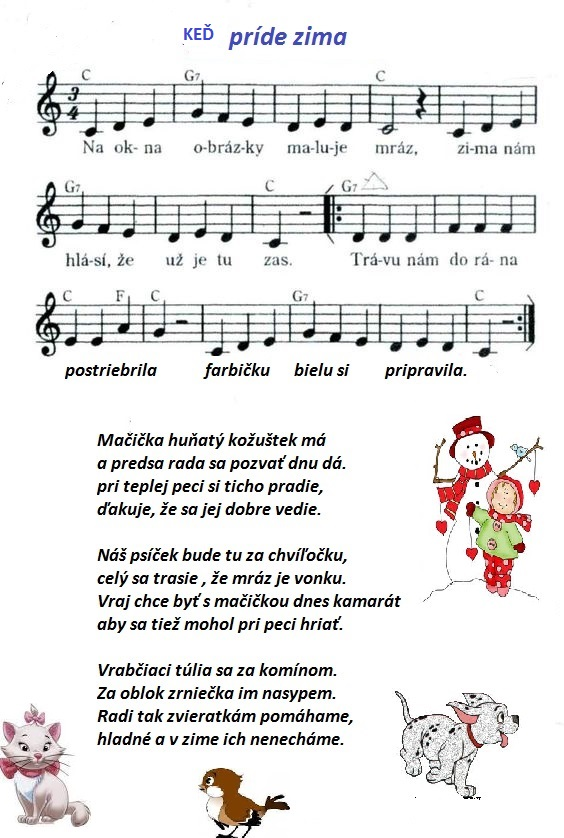 KEĎ príde zima
C G7 C
3
4
Na ok- na o-bráz-ky ma-lu-je mráz, zi-ma nám
G7 C G7
hlá-sí, že už je tu zas. Trá-vu nám do rá- na
C F C G7 C
postriebrila farbičku bielu si pripravila.
Mačička huňatý kožuštek má
a predsa rada sa pozvať dnu dá.
pri teplej peci si ticho pradie,
ďakuje, že sa jej dobre vedie.
Náš psíček bude tu za chvíľočku,
celý sa trasie , že mráz je vonku.
Vraj chce byť s mačičkou dnes kamarát
aby sa tiež mohol pri peci hriať.
Vrabčiaci túlia sa za komínom.
Za oblok zrniečka im nasypem.
Radi tak zvieratkám pomáhame,
hladné a v zime ich nenecháme.